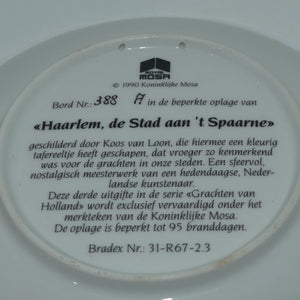 ROYAL
MOSA
© 1990 Koninklijke Mosa
Bord Nr.: 388 A in de beperkte oplage van
«Haarlem, de Stad aan 't Spaarne»
geschilderd door Koos van Loon, die hiermee een kleurig
tafereeltje heeft geschapen, dat vroeger zo kenmerkend
was voor de grachten in onze steden. Een sfeervol,
nostalgisch meesterwerk van een hedendaagse, Neder-
landse kunstenaar.
Deze derde uitgifte in de serie «Grachten van
Holland» wordt exclusief vervaardigd onder het
merkteken van de Koninklijke Mosa.
De oplage is beperkt tot 95 branddagen.
Bradex Nr.: 31-R67-2.3